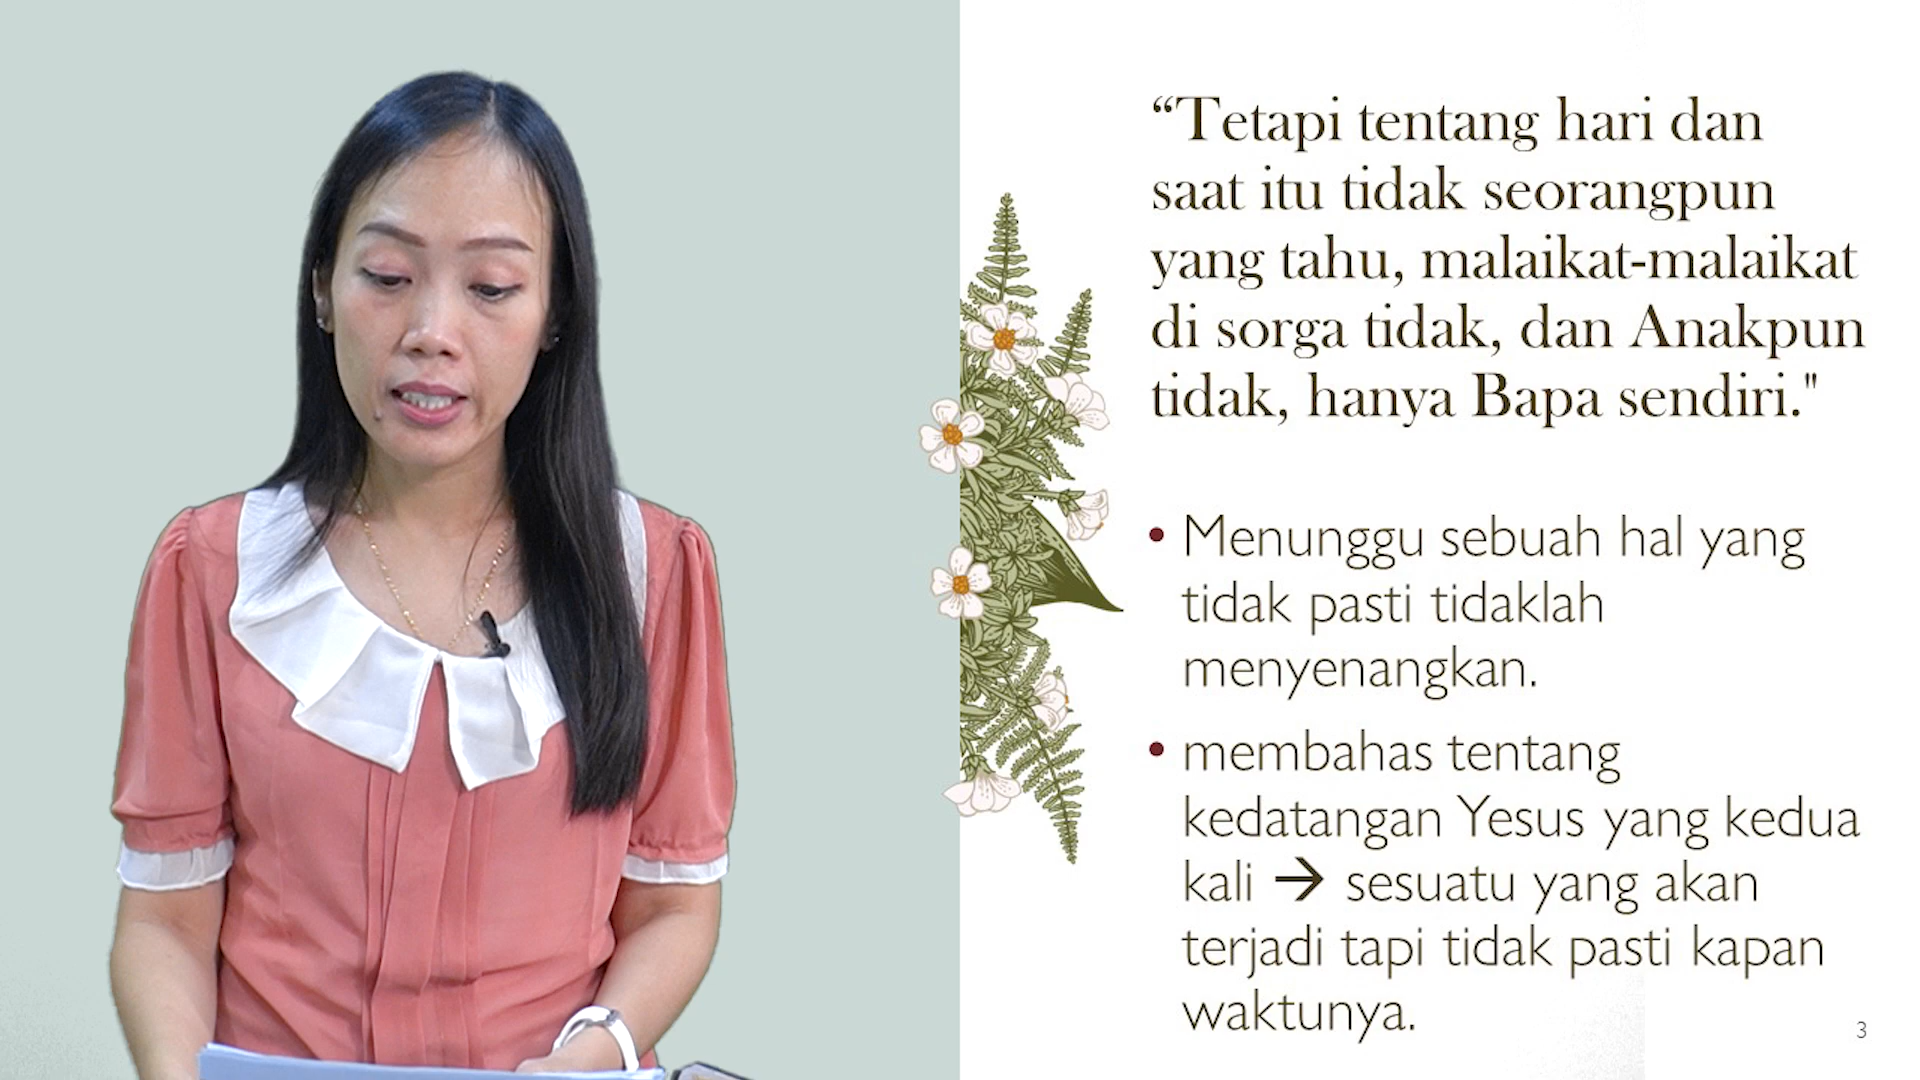 “Tetapi tentang hari dan
saat itu tidak seorangpun
yang tahu, malaikat-malaikat
di sorga tidak, dan Anakpun
tidak, hanya Bapa sendiri."
• Menunggu sebuah hal yang
tidak pasti tidaklah
menyenangkan.
• membahas tentang
kedatangan Yesus yang kedua
kali → sesuatu yang akan
terjadi tapi tidak pasti kapan
waktunya.
3